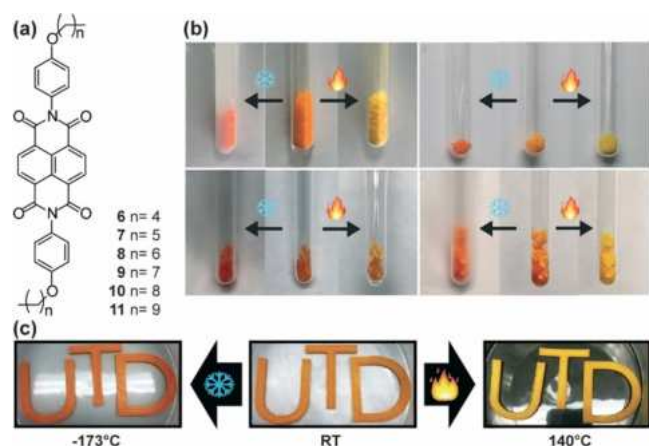 (a)
(b)
n
O
O N O
O N O
6 n= 4
7 n= 5
8 n= 6
9 n= 7
10 n= 8
11 n= 9
O
n
(c)
UTD UTD UTD
-173°C RT 140°C